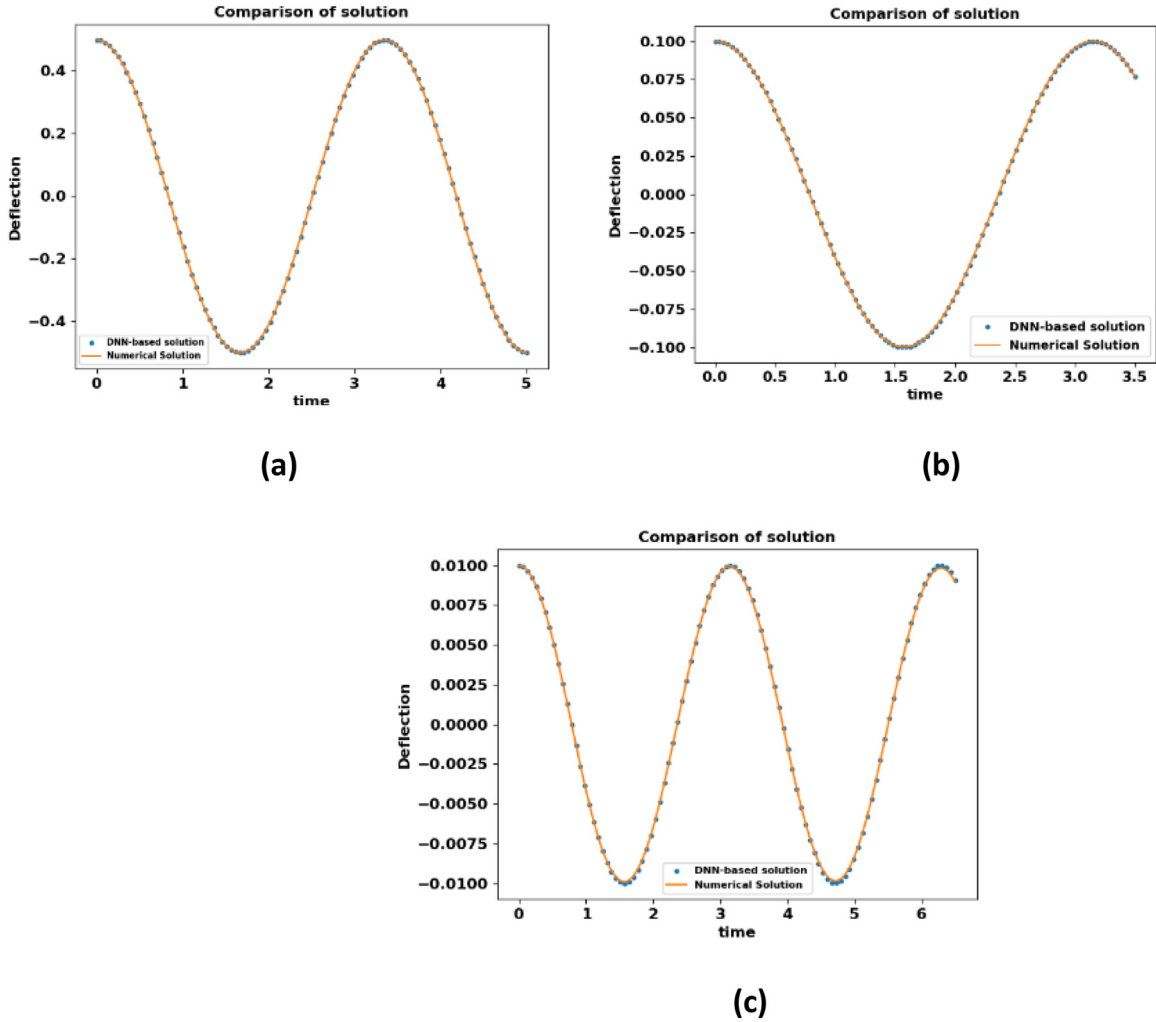 Comparison of solution
0.4
0.2
0.0
−0.2
−0.4
Deflection
DNN-based solution
Numerical Solution
0 1 2 3 4 5
time
(a)
Comparison of solution
0.100
0.075
0.050
0.025
0.000
−0.025
−0.050
−0.075
−0.100
Deflection
DNN-based solution
Numerical Solution
0.0 0.5 1.0 1.5 2.0 2.5 3.0 3.5
time
(b)
Comparison of solution
0.0100
0.0075
0.0050
0.0025
0.0000
−0.0025
−0.0050
−0.0075
−0.0100
Deflection
DNN-based solution
Numerical Solution
0 1 2 3 4 5 6
time
(c)